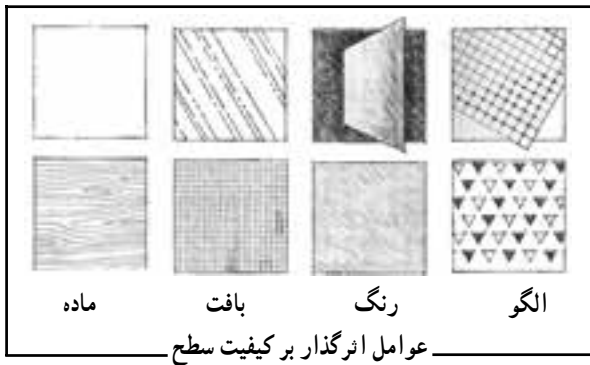 الگو رنگ بافت ماده
عوامل اثرگذار بر کیفیت سطح